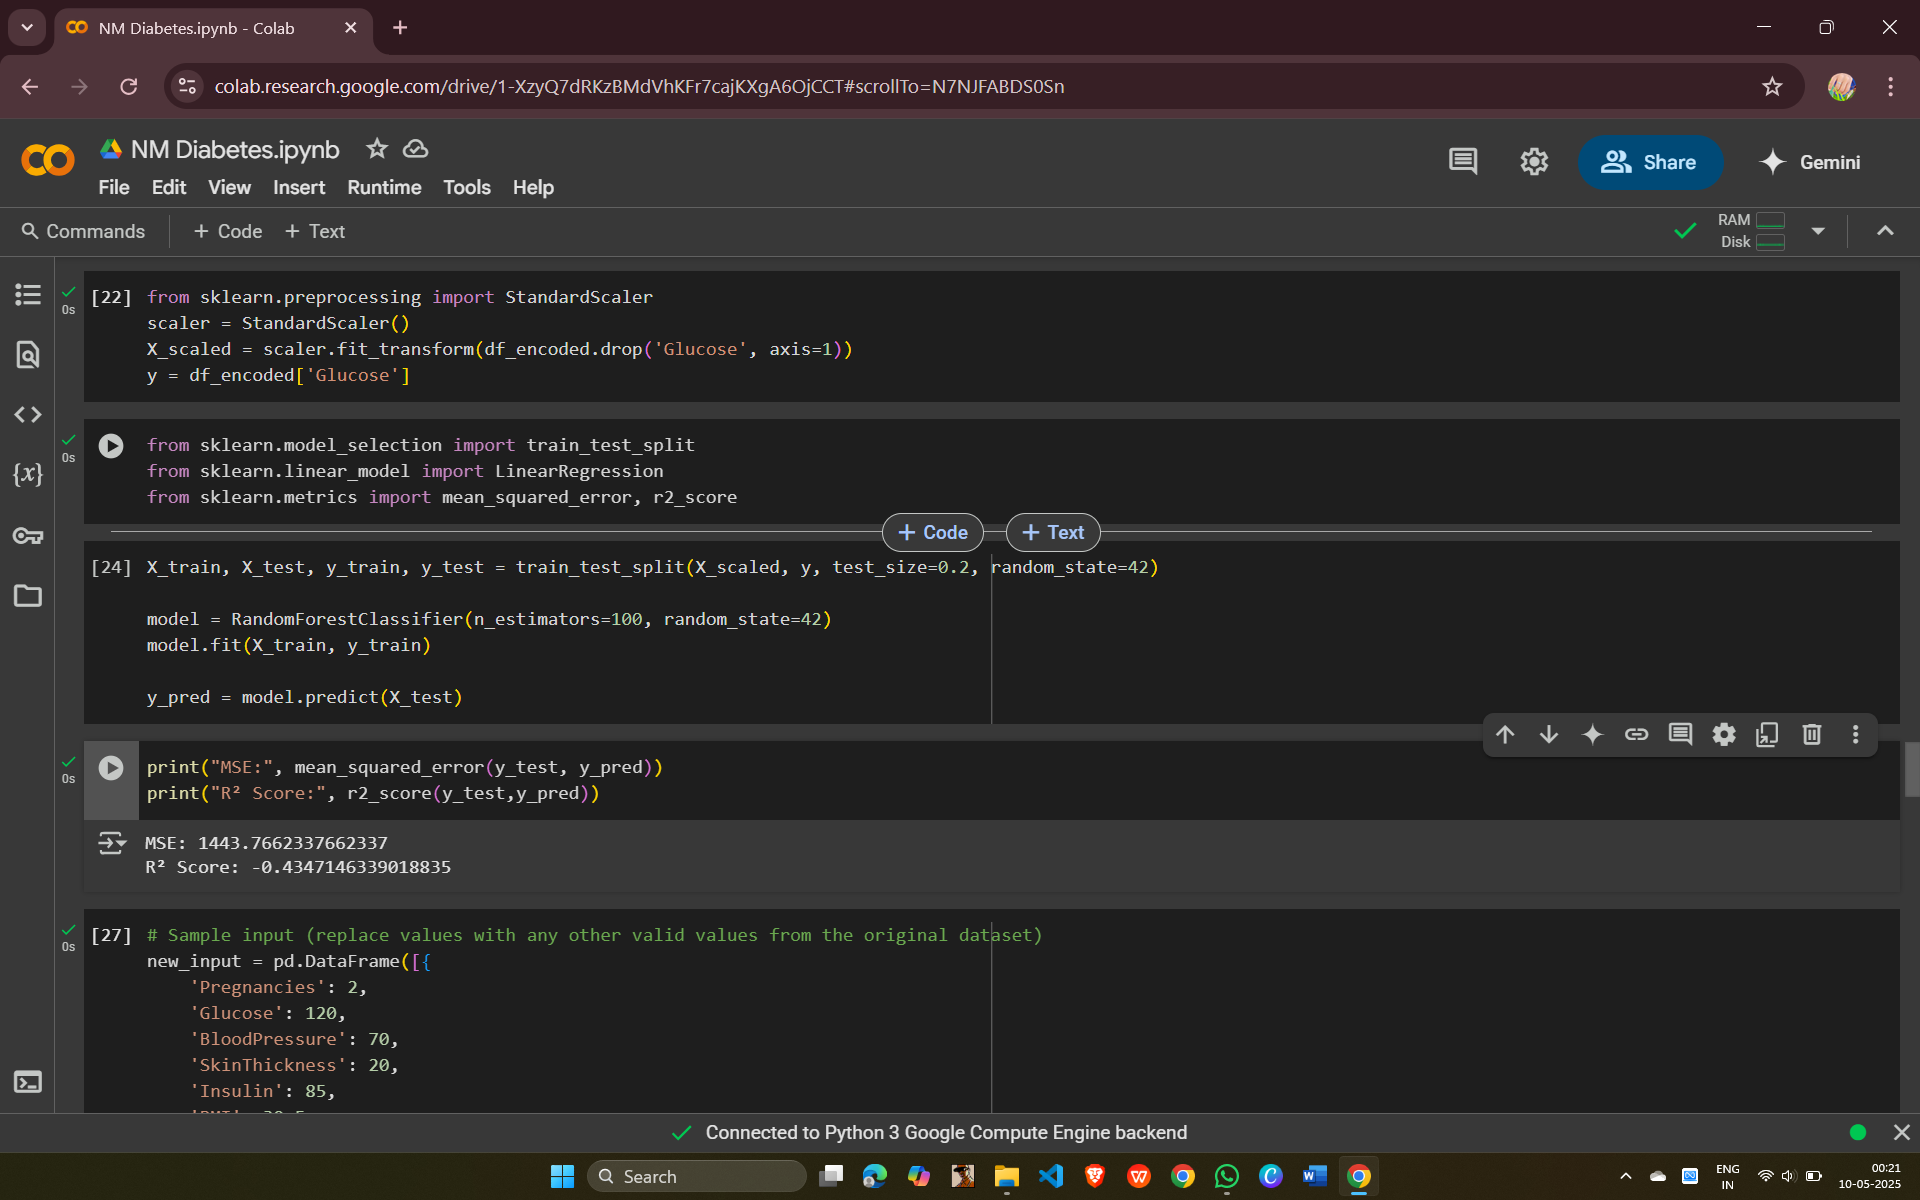 NM Diabetes.ipynb - Colab
colab.research.google.com/drive/1-XzyQ7dRKzBMdVhKFr7cajKXgA6OjCCT#scrollTo=N7NJFABDS0Sn
NM Diabetes.ipynb
File Edit View Insert Runtime Tools Help
Share
Gemini
Commands + Code + Text
RAM
Disk
0s
[22] from sklearn.preprocessing import StandardScaler
scaler = StandardScaler()
X_scaled = scaler.fit_transform(df_encoded.drop('Glucose', axis=1))
y = df_encoded['Glucose']
0s
from sklearn.model_selection import train_test_split
from sklearn.linear_model import LinearRegression
from sklearn.metrics import mean_squared_error, r2_score
+ Code + Text
[24] X_train, X_test, y_train, y_test = train_test_split(X_scaled, y, test_size=0.2, random_state=42)
model = RandomForestClassifier(n_estimators=100, random_state=42)
model.fit(X_train, y_train)
y_pred = model.predict(X_test)
0s
print("MSE:", mean_squared_error(y_test, y_pred))
print("R² Score:", r2_score(y_test,y_pred))
MSE: 1443.7662337662337
R² Score: -0.4347146339018835
0s
[27] # Sample input (replace values with any other valid values from the original dataset)
new_input = pd.DataFrame([{
'Pregnancies': 2,
'Glucose': 120,
'BloodPressure': 70,
'SkinThickness': 20,
'Insulin': 85,
Connected to Python 3 Google Compute Engine backend
Search
ENG
IN
00:21
10-05-2025